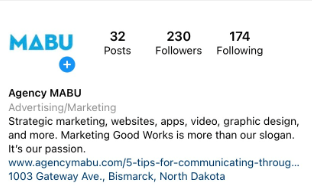 MABU
32 230 174
Posts Followers Following
Agency MABU
Advertising/Marketing
Strategic marketing, websites, apps, video, graphic design,
and more. Marketing Good Works is more than our slogan.
It's our passion.
www.agencymabu.com/5-tips-for-communicating-throug...
1003 Gateway Ave., Bismarck, North Dakota